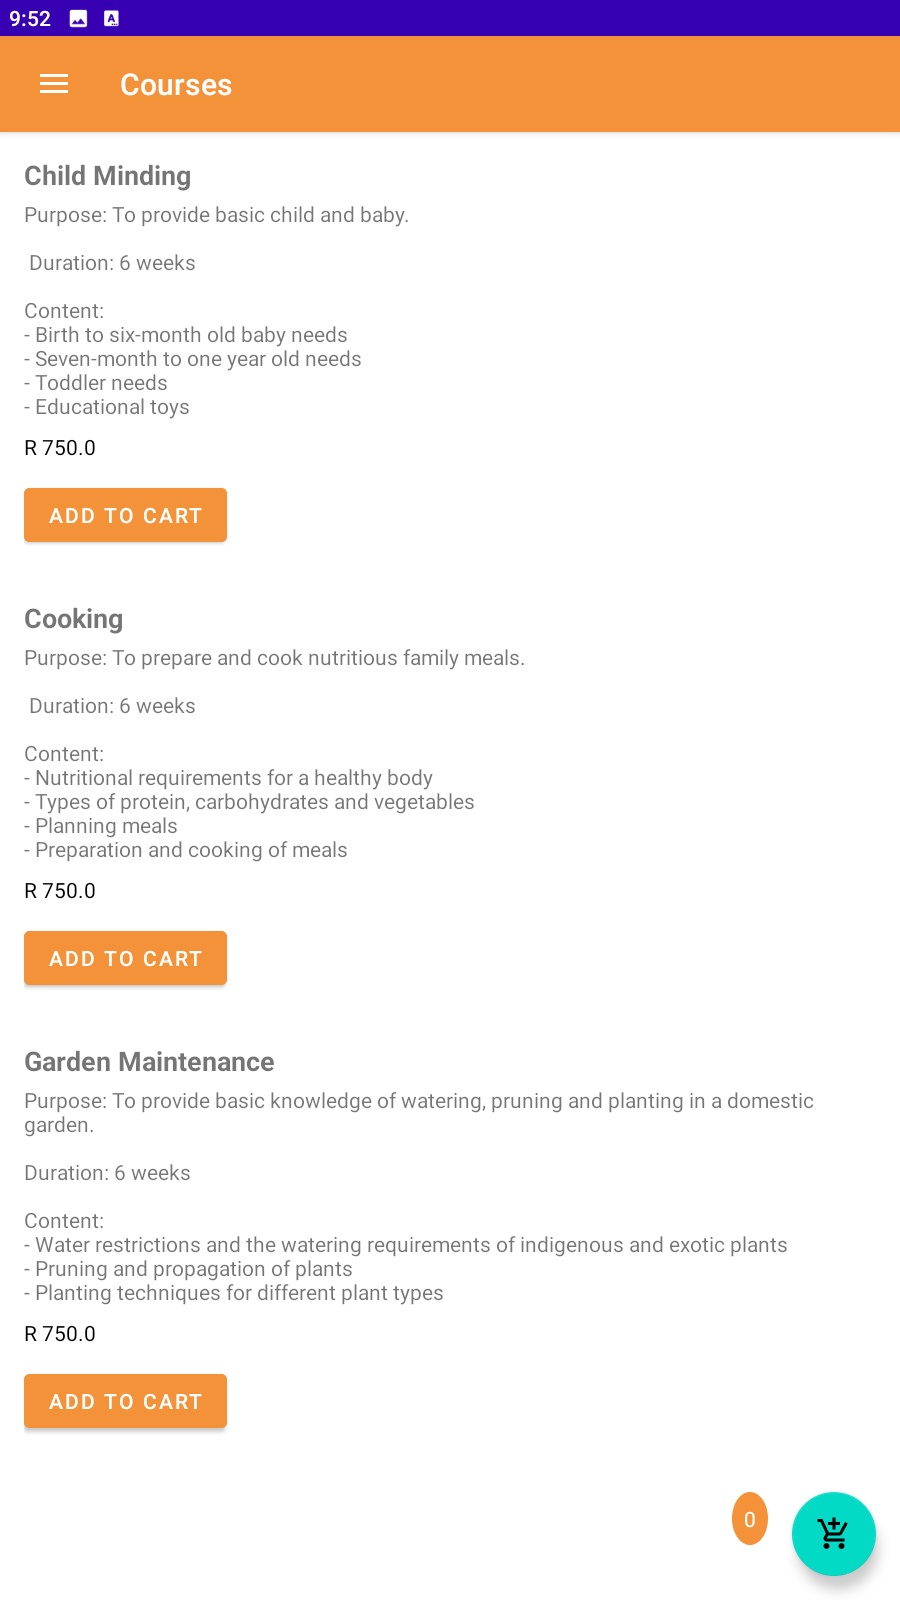 9:52
Courses
Child Minding
Purpose: To provide basic child and baby.
Duration: 6 weeks
Content:
- Birth to six-month old baby needs
- Seven-month to one year old needs
- Toddler needs
- Educational toys
R 750.0
ADD TO CART
Cooking
Purpose: To prepare and cook nutritious family meals.
Duration: 6 weeks
Content:
- Nutritional requirements for a healthy body
- Types of protein, carbohydrates and vegetables
- Planning meals
- Preparation and cooking of meals
R 750.0
ADD TO CART
Garden Maintenance
Purpose: To provide basic knowledge of watering, pruning and planting in a domestic
garden.
Duration: 6 weeks
Content:
- Water restrictions and the watering requirements of indigenous and exotic plants
- Pruning and propagation of plants
- Planting techniques for different plant types
R 750.0
ADD TO CART
0